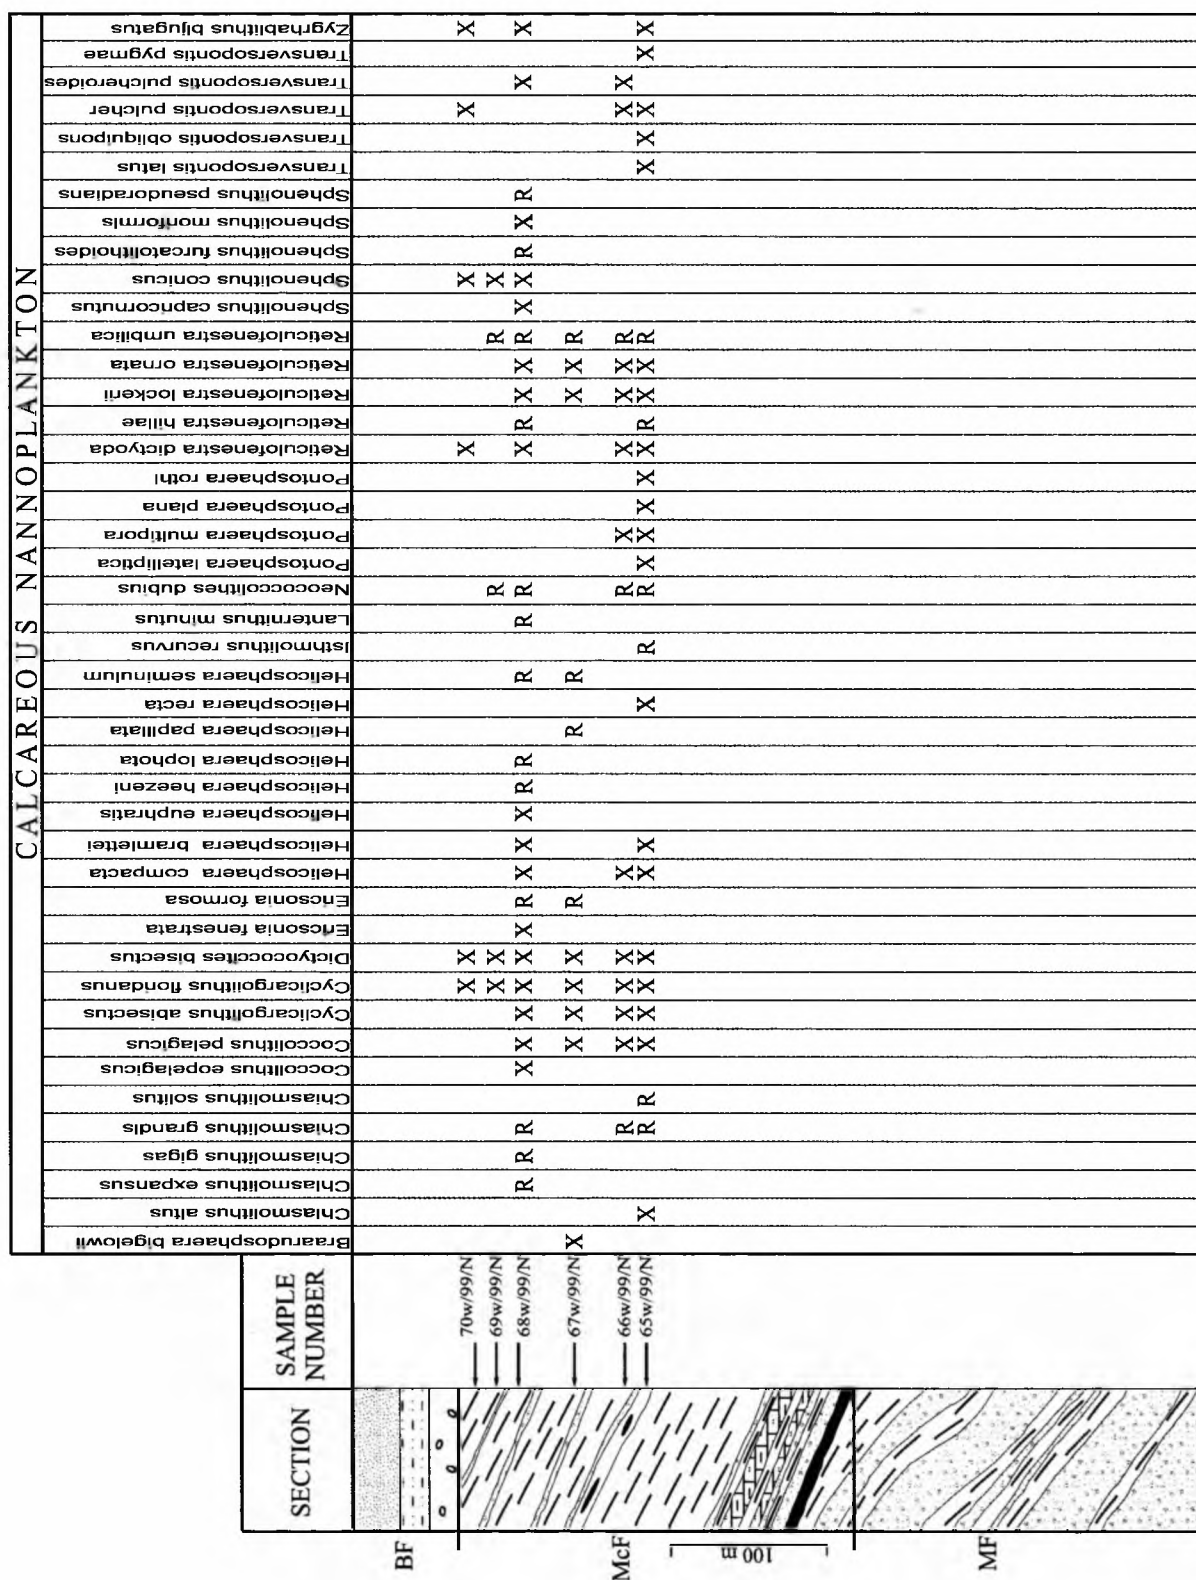 CALCAREOUS NANNOPLANKTON
Zygrhablithus bijugatus X X X
Transversopontis pygmae X
Transversopontis pulcheroides X X
Transversopontis pulcher X X X
Transversopontis obliquipons X
Transversopontis latus X
Sphenolithus pseudoradians R
Sphenolithus moriformis X
Sphenolithus furcatolithoides R
Sphenolithus conicus X X X
Sphenolithus capricornutus X
Reticulofenestra umbilica R R R R R
Reticulofenestra ornata X X X X
Reticulofenestra lockerii X X X X
Reticulofenestra hillae R R
Reticulofenestra dictyoda X X X X
Pontosphaera rothi X
Pontosphaera plana X
Pontosphaera multipora X X
Pontosphaera latelliptica X
Neococcolithes dubius R R R R
Lanternithus minutus R
Isthmolithus recurvus R
Helicosphaera seminulum R R
Helicosphaera recta X
Helicosphaera papillata R
Helicosphaera lophota R
Helicosphaera heezeni R
Helicosphaera euphratis X
Helicosphaera bramlettei X X
Helicosphaera compacta X X X
Ericsonia formosa R R
Ericsonia fenestrata X
Dictyococcites bisectus X X X X X X
Cyclicargolithus floridanus X X X X X X
Cyclicargolithus abisectus X X X X
Coccolithus pelagicus X X X X
Coccolithus eopelagicus X
Chiasmolithus solitus R
Chiasmolithus grandis R R R
Chiasmolithus gigas R
Chiasmolithus expansus R
Chiasmolithus altus X
Braarudosphaera bigelowii X
SAMPLE
NUMBER
70w/99/N
69w/99/N
68w/99/N
67w/99/N
66w/99/N
65w/99/N
SECTION
BF
McF
100 m
MF